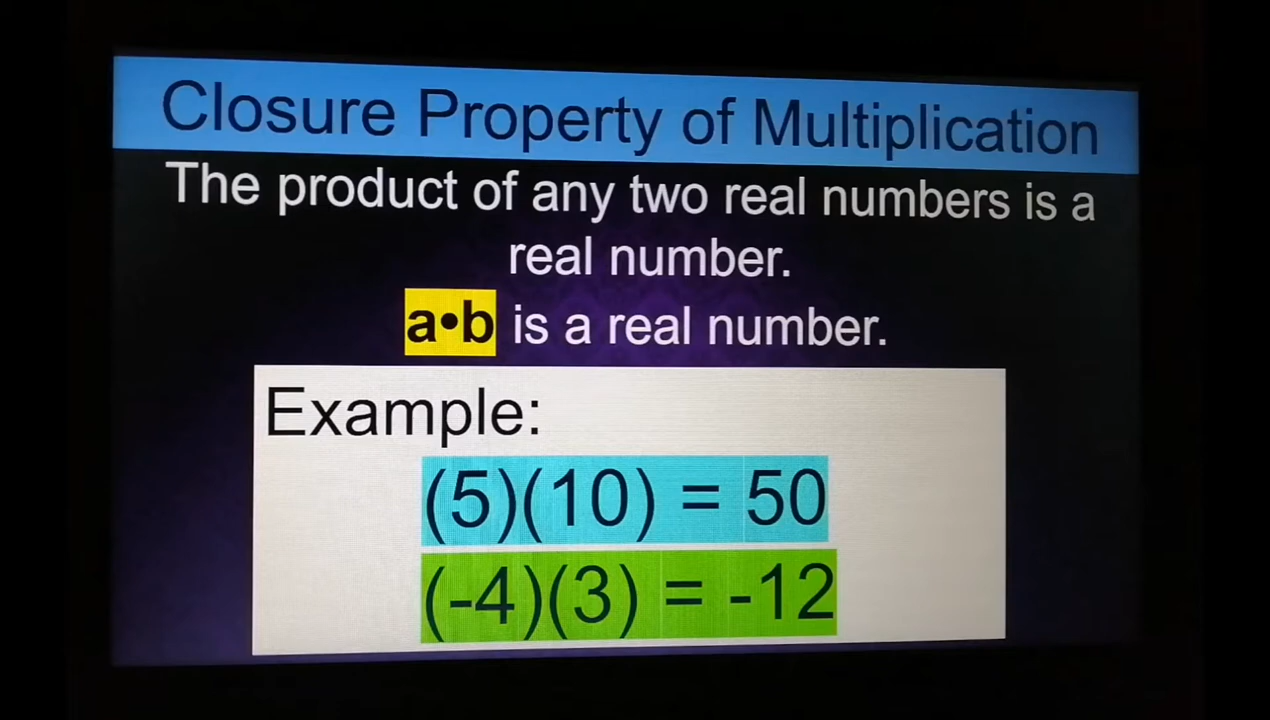 Closure Property of Multiplication
The product of any two real numbers is a
real number.
a•b is a real number.
Example:
(5)(10) = 50
(-4)(3) = -12